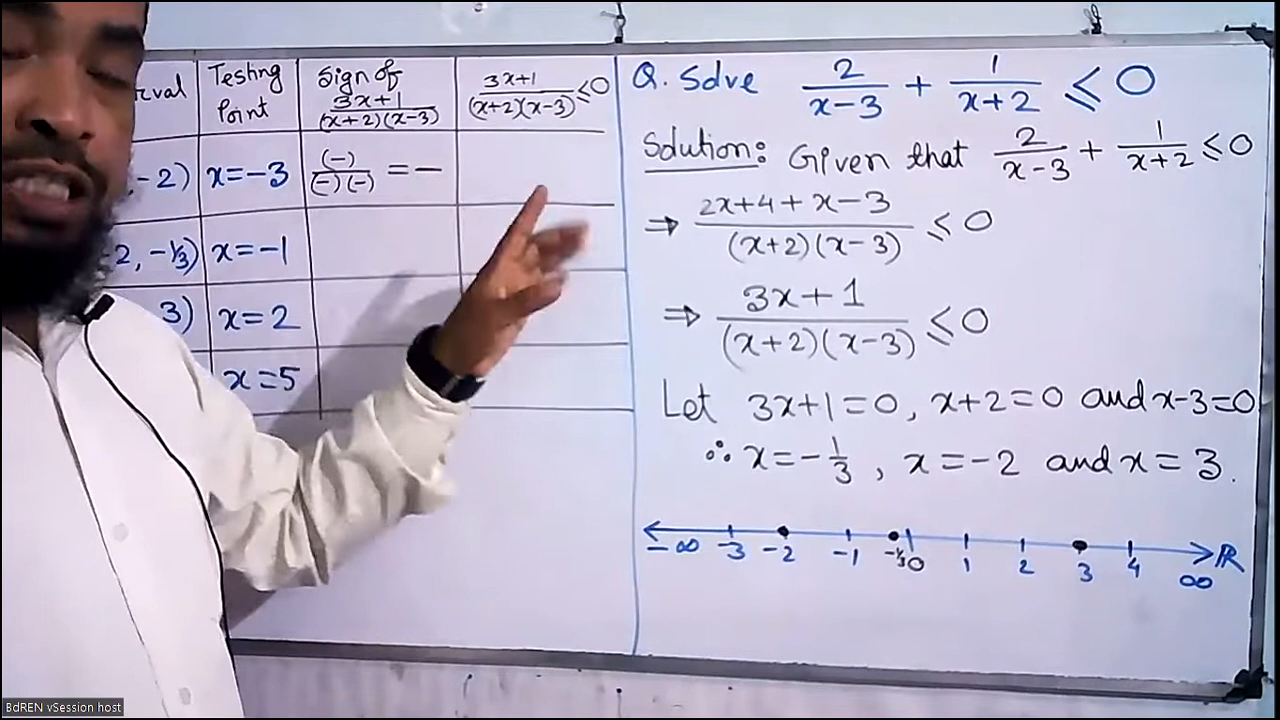 Testing Point
Sign of (3x+1)/((x+2)(x-3))
(3x+1)/((x+2)(x-3)) ≤ 0
-2) x=-3 (-)/((-)(-)) = -
2, -1/3) x=-1
3) x=2
x=5
Q. Solve 2/(x-3) + 1/(x+2) ≤ 0
Solution: Given that 2/(x-3) + 1/(x+2) ≤ 0
⇒ (2x+4+x-3)/((x+2)(x-3)) ≤ 0
⇒ (3x+1)/((x+2)(x-3)) ≤ 0
Let 3x+1=0, x+2=0 and x-3=0
∴ x=-1/3, x=-2 and x=3.
-∞ -3 -2 -1 -1/3 0 1 2 3 4 ∞ ℝ
BdREN vSession host